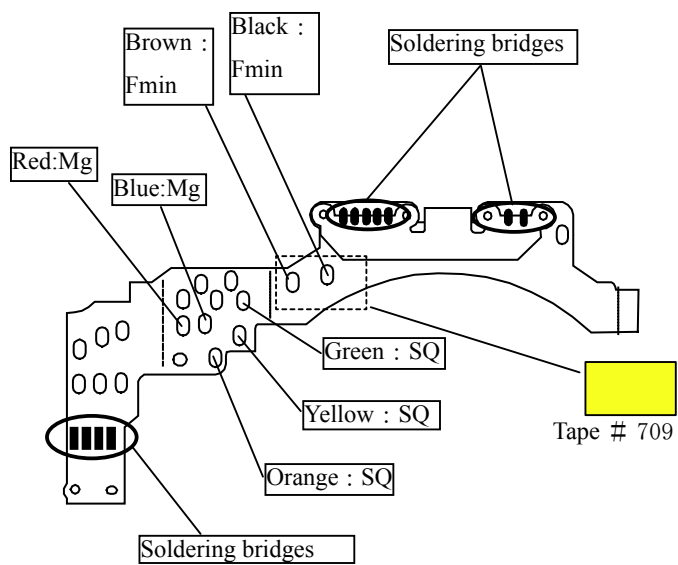 Brown : 
Fmin
Black :
Fmin
Soldering bridges
Red:Mg
Blue:Mg
Green : SQ
Yellow : SQ
Tape # 709
Orange : SQ
Soldering bridges